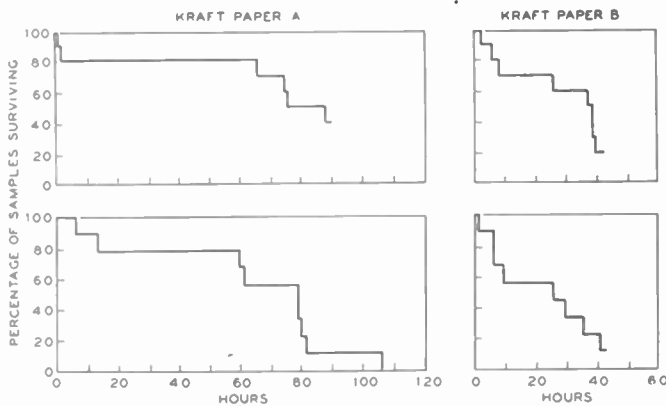 KRAFT PAPER A
KRAFT PAPER B
PERCENTAGE OF SAMPLES SURVIVING
100
80
60
40
20
0
100
80
60
40
20
0
0 20 40 60 80 100 120
HOURS
0 20 40 60
HOURS